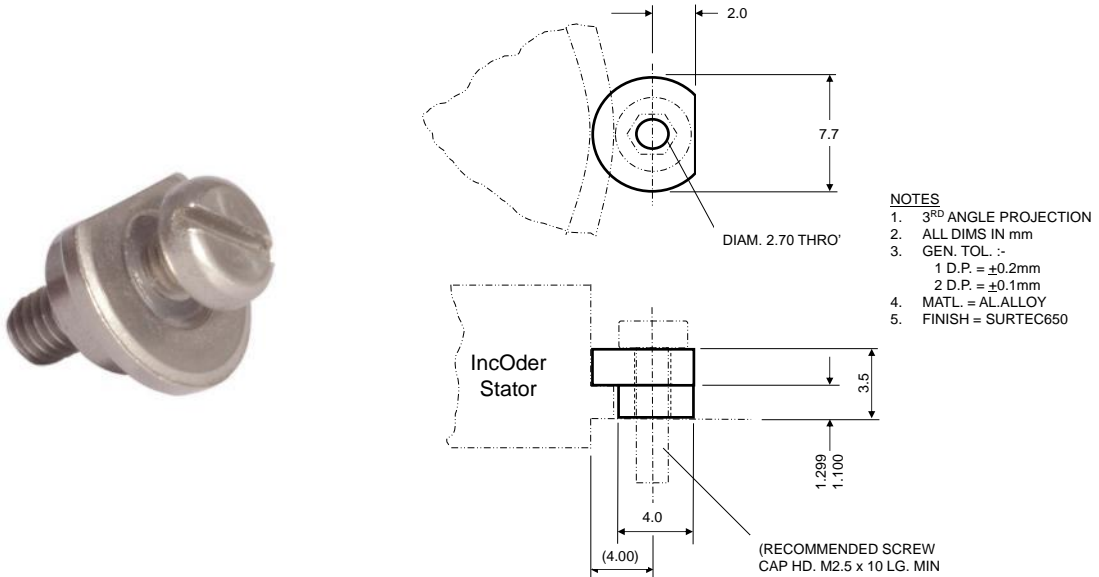 2.0
7.7
DIAM. 2.70 THRO'
NOTES
1. 3RD ANGLE PROJECTION
2. ALL DIMS IN mm
3. GEN. TOL. :-
1 D.P. = ±0.2mm
2 D.P. = ±0.1mm
4. MATL. = AL.ALLOY
5. FINISH = SURTEC650
IncOder
Stator
3.5
1.299
1.100
4.0
(4.00)
(RECOMMENDED SCREW
CAP HD. M2.5 x 10 LG. MIN